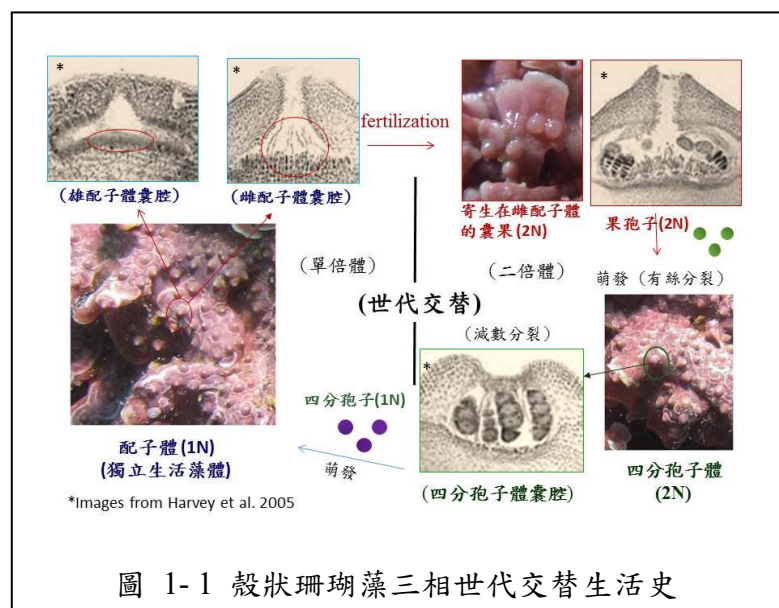 *
*
*
fertilization
(雄配子體囊腔)
(雌配子體囊腔)
寄生在雌配子體
的囊果(2N)
果孢子(2N)
(單倍體)
(二倍體)
萌發 (有絲分裂)
(世代交替)
(減數分裂)
*
四分孢子(1N)
萌發
配子體(1N)
(獨立生活藻體)
(四分孢子體囊腔)
四分孢子體
(2N)
*Images from Harvey et al. 2005
圖 1- 1 殼狀珊瑚藻三相世代交替生活史